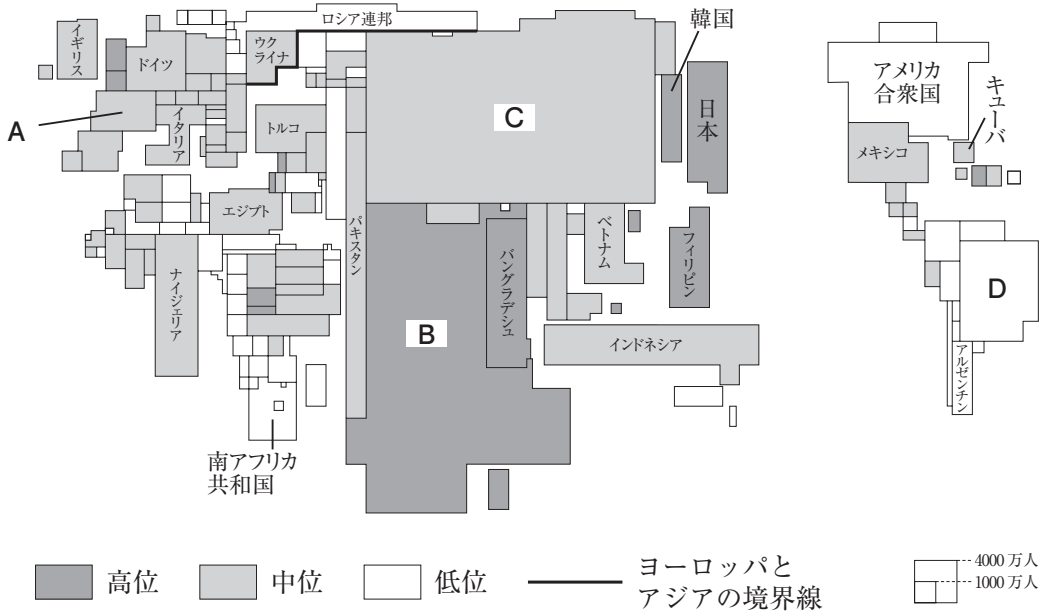 ロシア連邦
イギリス
ドイツ
ウク
ライナ
韓国
日本
アメリカ
合衆国
キューバ
A
イタリア
トルコ
C
メキシコ
エジプト
パキスタン
ベトナム
フィリピン
バングラデシュ
ナイジェリア
B
D
インドネシア
アルゼンチン
南アフリカ
共和国
高位
中位
低位
ヨーロッパと
アジアの境界線
4000万人
1000万人